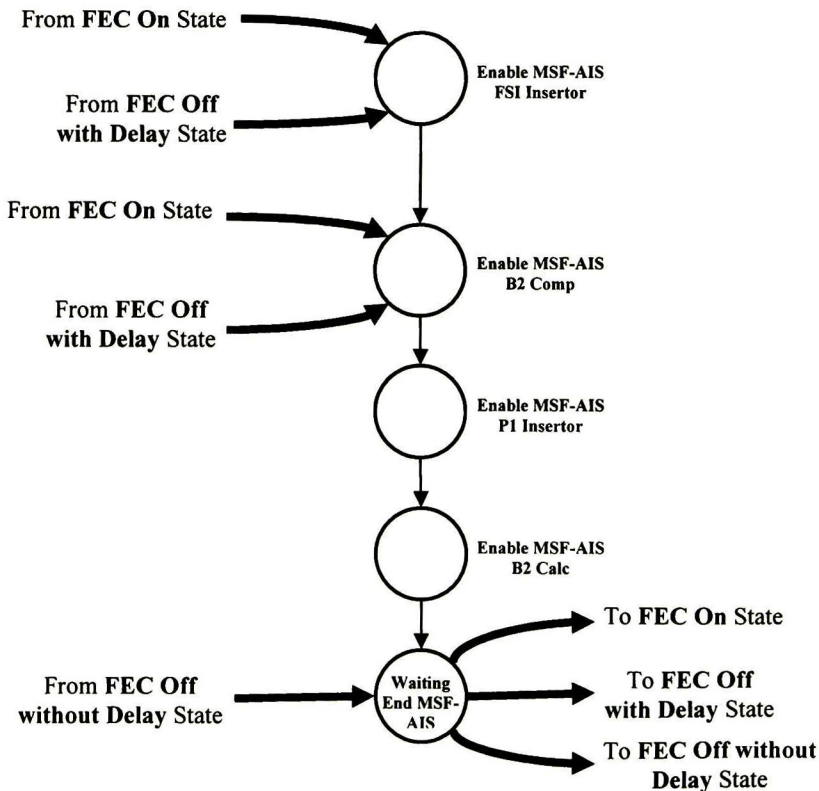 From FEC On State
Enable MSF-AIS
FSI Insertor
From FEC Off
with Delay State
From FEC On State
Enable MSF-AIS
B2 Comp
From FEC Off
with Delay State
Enable MSF-AIS
P1 Insertor
Enable MSF-AIS
B2 Calc
To FEC On State
From FEC Off
without Delay State
Waiting
End MSF-
AIS
To FEC Off
with Delay State
To FEC Off without
Delay State